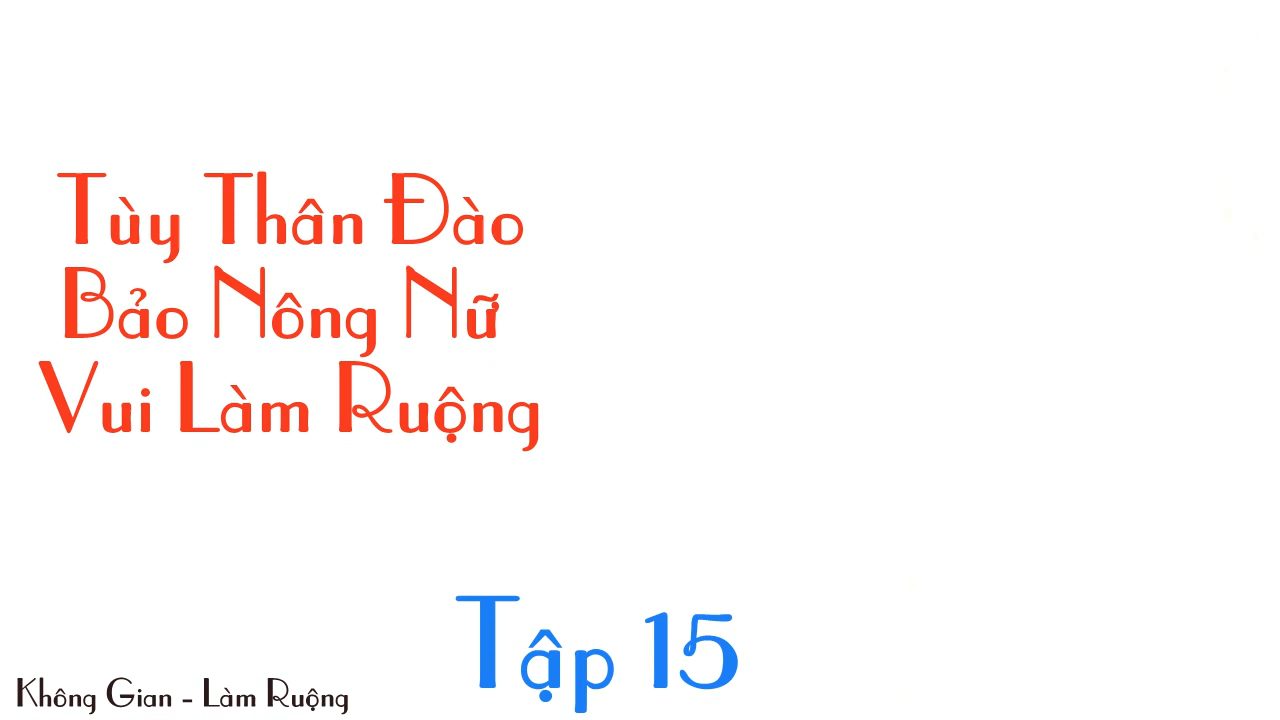 Tùy Thân Đào
Bảo Nông Nữ
Vui Làm Ruộng
Tập 15
Không Gian - Làm Ruộng